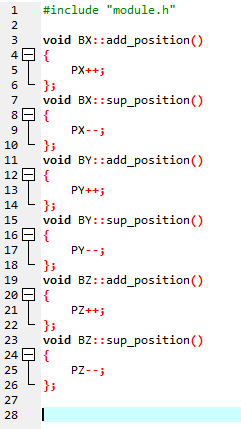 1 #include "module.h"
2
3 void BX::add_position()
4 {
5 PX++;
6 };
7 void BX::sup_position()
8 {
9 PX--;
10 };
11 void BY::add_position()
12 {
13 PY++;
14 };
15 void BY::sup_position()
16 {
17 PY--;
18 };
19 void BZ::add_position()
20 {
21 PZ++;
22 };
23 void BZ::sup_position()
24 {
25 PZ--;
26 };
27
28